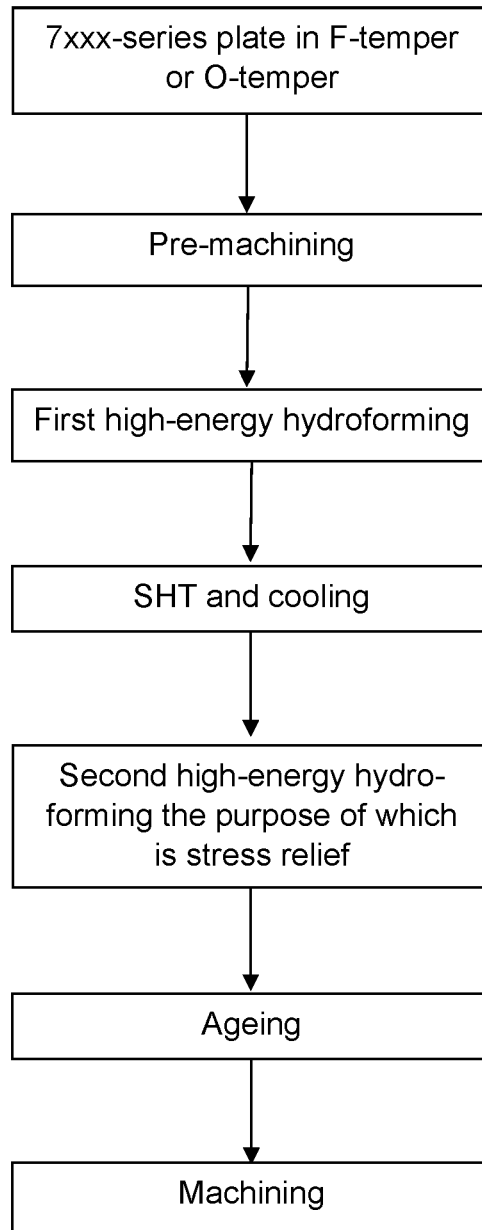 7xxx-series plate in F-temper
or O-temper
Pre-machining
First high-energy hydroforming
SHT and cooling
Second high-energy hydro-
forming the purpose of which
is stress relief
Ageing
Machining